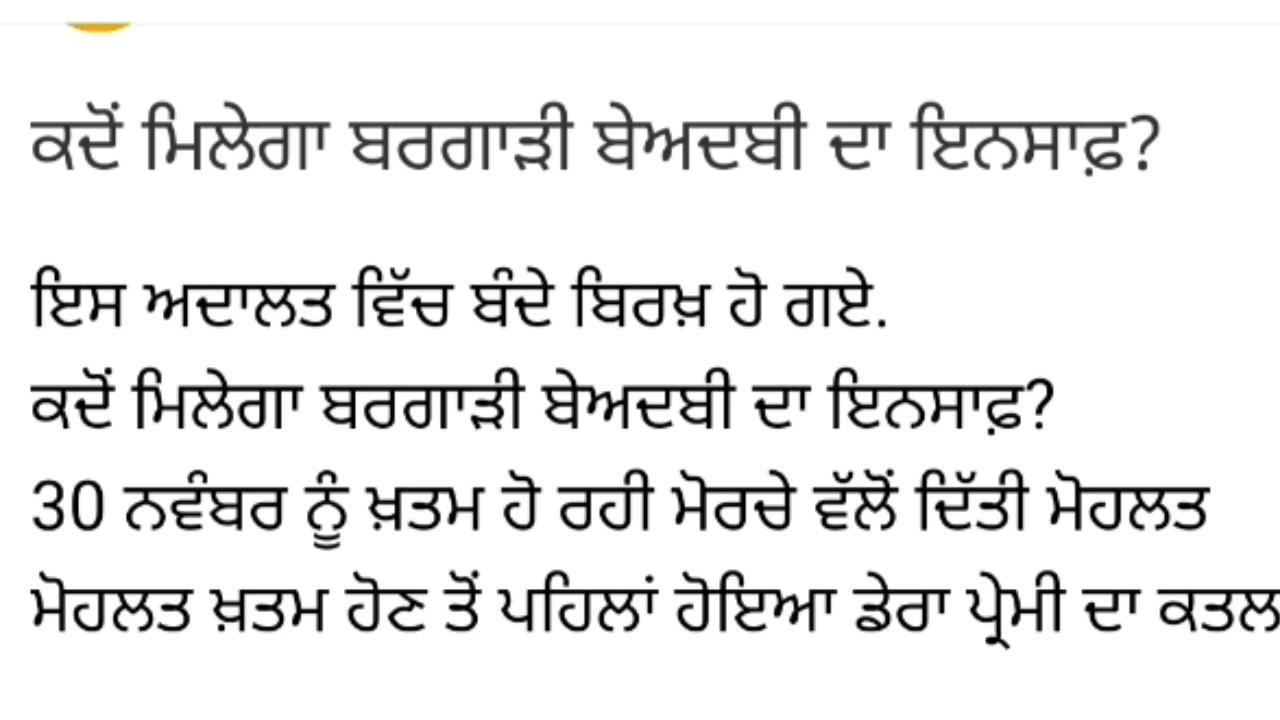 ਕਦੋਂ ਮਿਲੇਗਾ ਬਰਗਾੜੀ ਬੇਅਦਬੀ ਦਾ ਇਨਸਾਫ਼?
ਇਸ ਅਦਾਲਤ ਵਿੱਚ ਬੰਦੇ ਬਿਰਖ਼ ਹੋ ਗਏ.
ਕਦੋਂ ਮਿਲੇਗਾ ਬਰਗਾੜੀ ਬੇਅਦਬੀ ਦਾ ਇਨਸਾਫ਼?
30 ਨਵੰਬਰ ਨੂੰ ਖ਼ਤਮ ਹੋ ਰਹੀ ਮੋਰਚੇ ਵੱਲੋਂ ਦਿੱਤੀ ਮੋਹਲਤ
ਮੋਹਲਤ ਖ਼ਤਮ ਹੋਣ ਤੋਂ ਪਹਿਲਾਂ ਹੋਇਆ ਡੇਰਾ ਪ੍ਰੇਮੀ ਦਾ ਕਤਲ